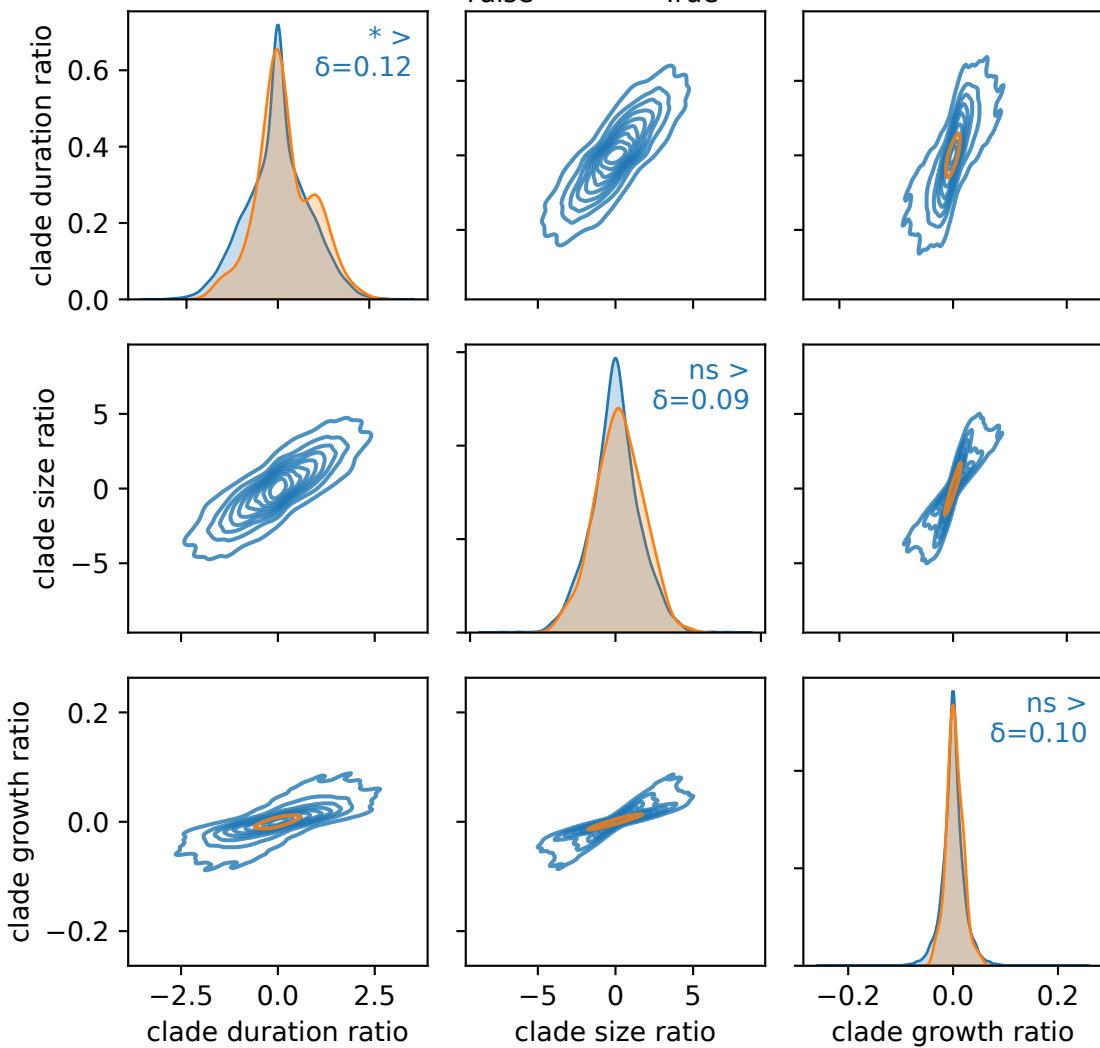 clade duration ratio
0.6
0.4
0.2
0.0
* >
δ=0.12
clade size ratio
5
0
−5
ns >
δ=0.09
clade growth ratio
0.2
0.0
−0.2
ns >
δ=0.10
−2.5 0.0 2.5
−5 0 5
−0.2 0.0 0.2
clade duration ratio
clade size ratio
clade growth ratio